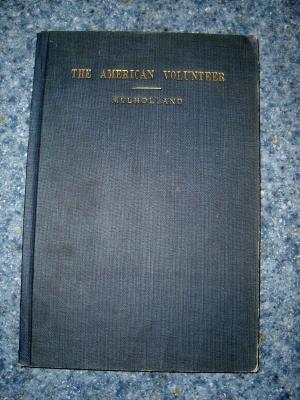 THE AMERICAN VOLUNTEER
MULHOLLAND